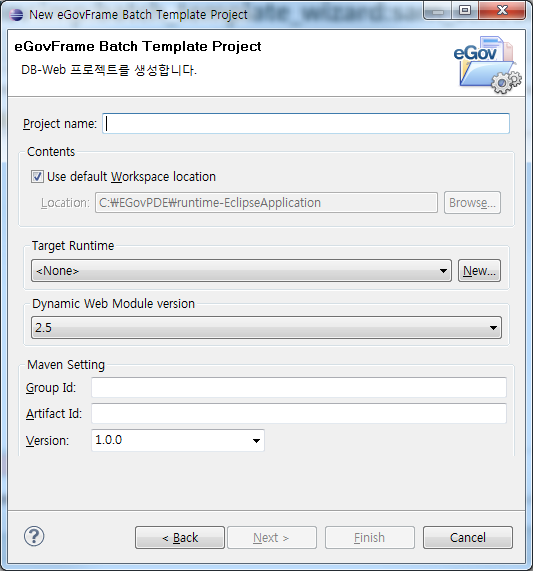 New eGovFrame Batch Template Project
eGovFrame Batch Template Project
DB-Web 프로젝트를 생성합니다.
eGov
Project name:
Contents
Use default Workspace location
Location: C:₩EGovPDE₩runtime-EclipseApplication Browse...
Target Runtime
<None> New...
Dynamic Web Module version
2.5
Maven Setting
Group Id:
Artifact Id:
Version: 1.0.0
? < Back Next > Finish Cancel